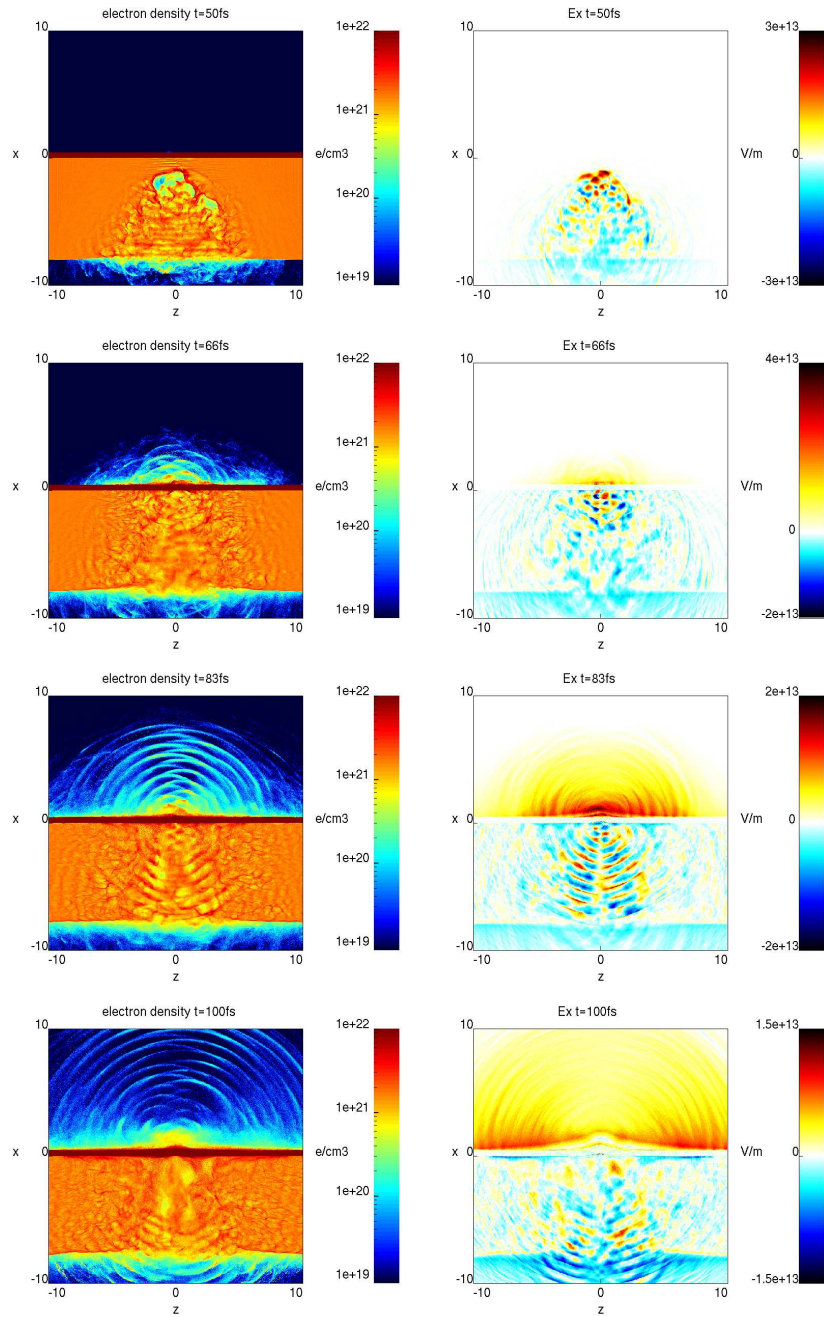 electron density t=50fs
Ex t=50fs
10
1e+22
10
3e+13
1e+21
x
0
e/cm3
x
0
V/m
0
1e+20
1e+19
-10
-10
-3e+13
-10
0
10
-10
0
10
z
z
electron density t=66fs
Ex t=66fs
10
1e+22
10
4e+13
1e+21
x
0
e/cm3
x
0
V/m
1e+20
0
1e+19
-10
-10
-2e+13
-10
0
10
-10
0
10
z
z
electron density t=83fs
Ex t=83fs
10
1e+22
10
2e+13
1e+21
x
0
e/cm3
x
0
V/m
0
1e+20
1e+19
-10
-10
-2e+13
-10
0
10
-10
0
10
z
z
electron density t=100fs
Ex t=100fs
10
1e+22
10
1.5e+13
1e+21
x
0
e/cm3
x
0
V/m
0
1e+20
1e+19
-10
-10
-1.5e+13
-10
0
10
-10
0
10
z
z